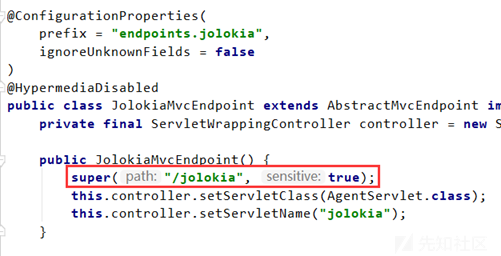 @ConfigurationProperties(
prefix = "endpoints.jolokia",
ignoreUnknownFields = false
)
@HypermediaDisabled
public class JolokiaMvcEndpoint extends AbstractMvcEndpoint im
private final ServletWrappingController controller = new S
public JolokiaMvcEndpoint() {
super( path: "/jolokia", sensitive: true);
this.controller.setServletClass(AgentServlet.class);
this.controller.setServletName("jolokia");
}
先知社区